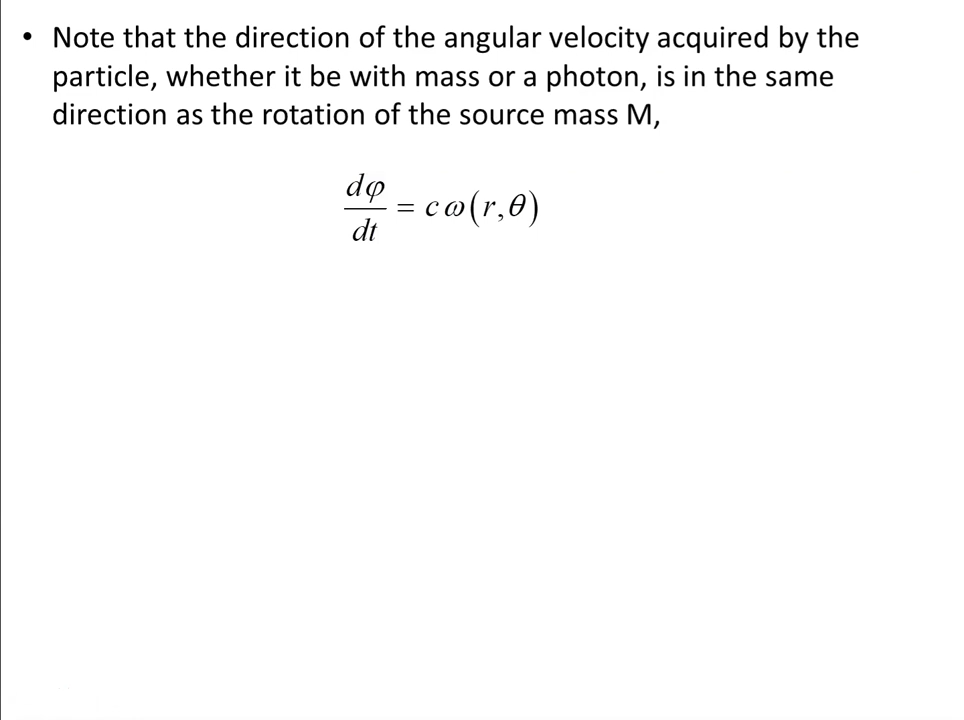 • Note that the direction of the angular velocity acquired by the
particle, whether it be with mass or a photon, is in the same
direction as the rotation of the source mass M,
dφ/dt = c ω(r,θ)